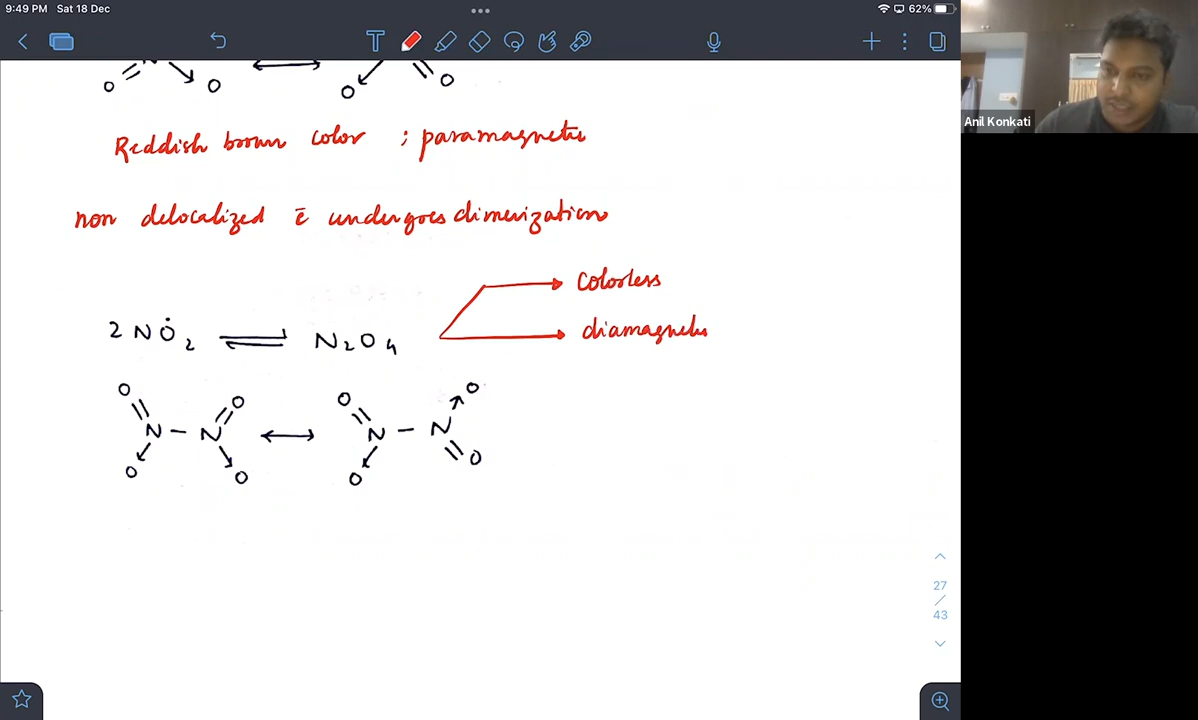 9:49 PM Sat 18 Dec
62%
Anil Konkati
O N O O O
Reddish brown color ; paramagnetic
non delocalized ē undergoes dimerization
colorless
2 NȮ₂ ⇌ N₂O₄
diamagnetic
O O O O
N – N ↔ N – N
O O O O
27
/
43